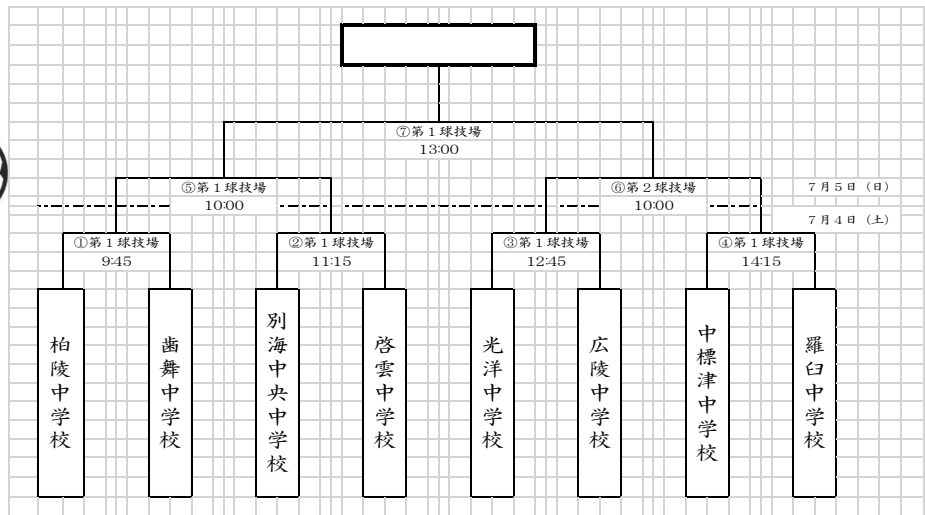 ⑦第1球技場
13:00
⑤第1球技場
10:00
⑥第2球技場
10:00
7月5日（日）
7月4日（土）
①第1球技場
9:45
②第1球技場
11:15
③第1球技場
12:45
④第1球技場
14:15
柏陵中学校
歯舞中学校
別海中央中学校
啓雲中学校
光洋中学校
広陵中学校
中標津中学校
羅臼中学校